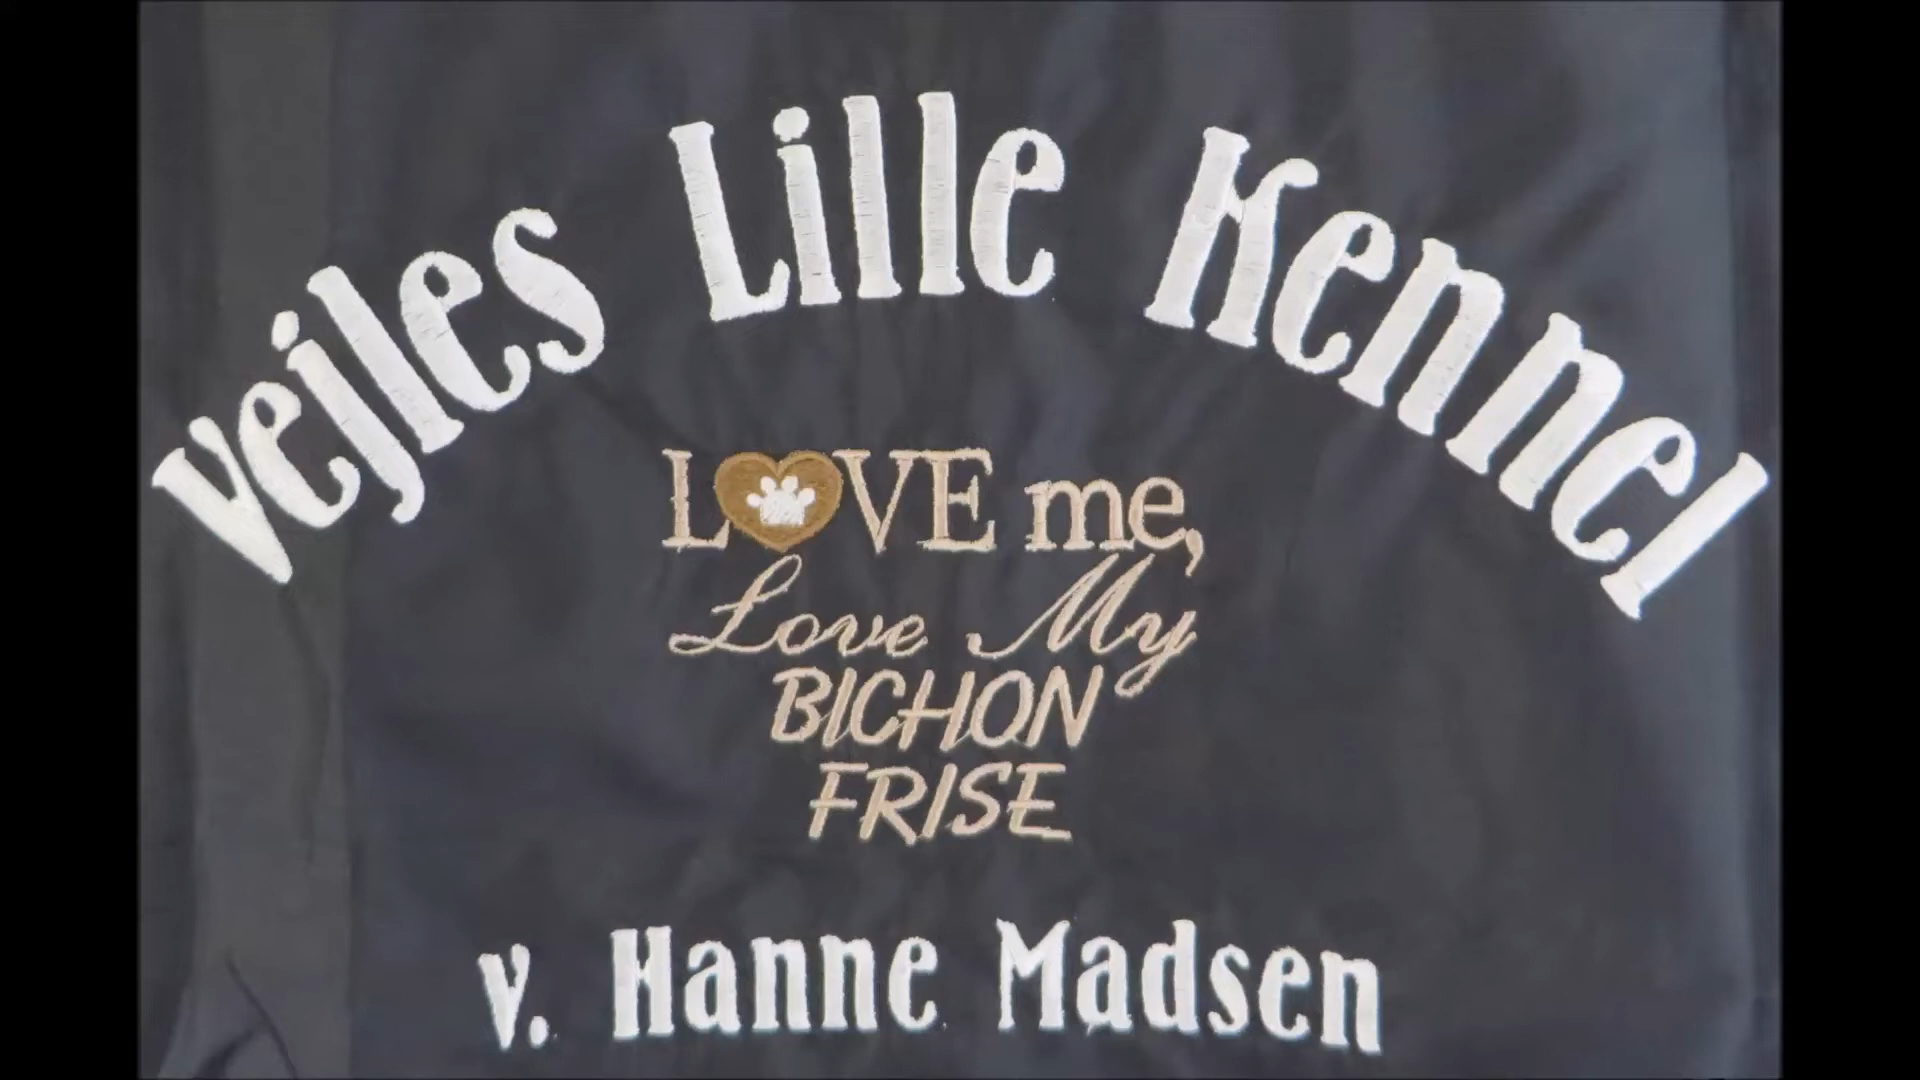 vejles Lille Kennel
LOVE me,
Love My
BICHON
FRISE
v. Hanne Madsen